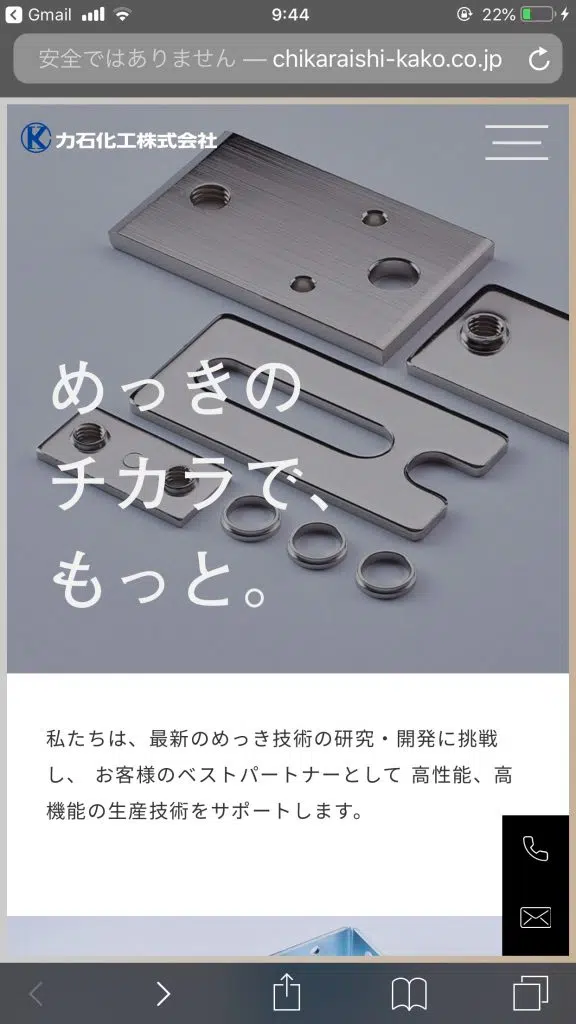 Gmail 9:44 22%
安全ではありません — chikaraishi-kako.co.jp
K 力石化工株式会社
めっきの
チカラで、
もっと。
私たちは、最新のめっき技術の研究・開発に挑戦
し、 お客様のベストパートナーとして 高性能、高
機能の生産技術をサポートします。